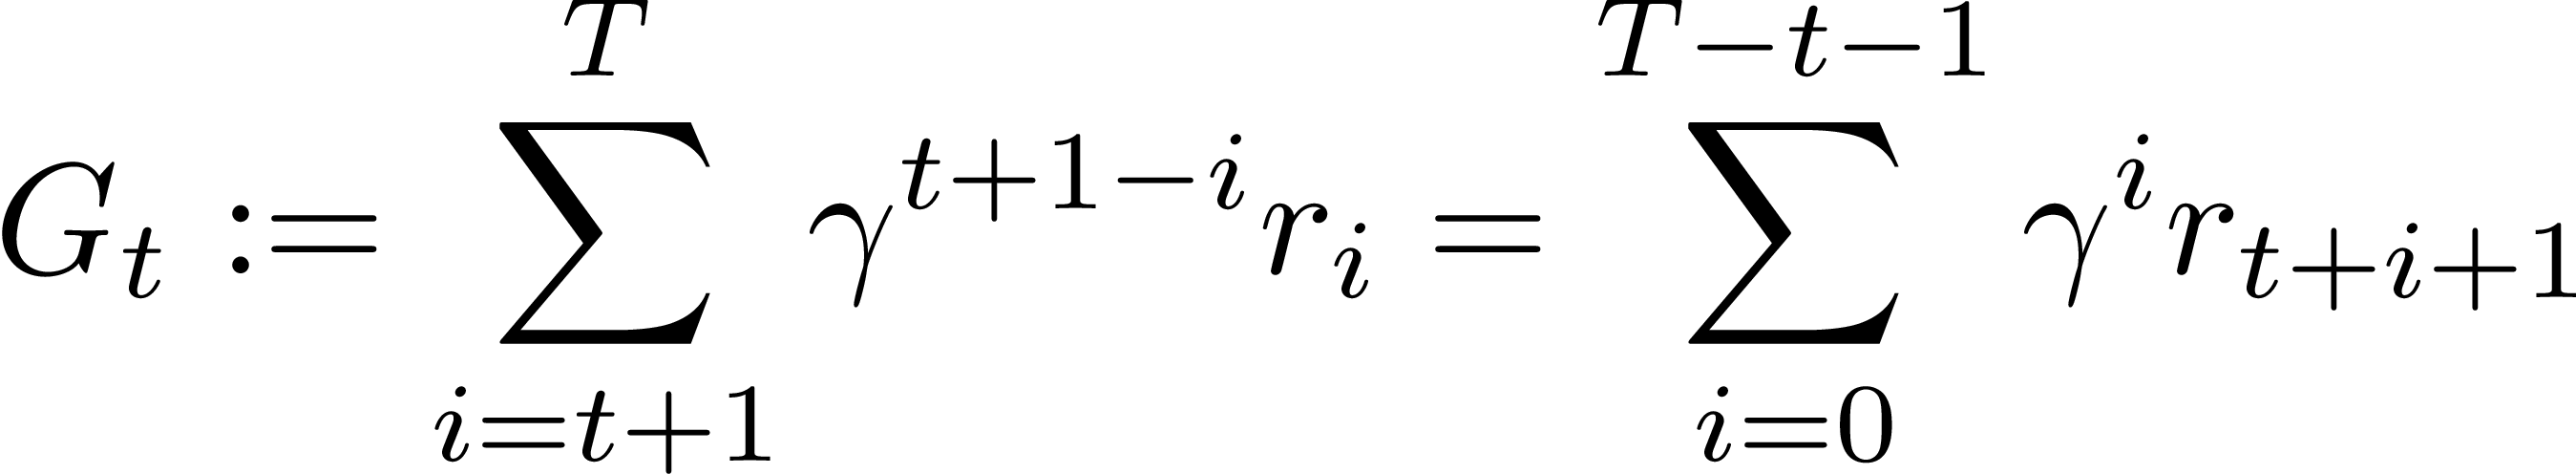 G_t := \sum_{i=t+1}^{T} \gamma^{t+1-i} r_i = \sum_{i=0}^{T-t-1} \gamma^i r_{t+i+1}